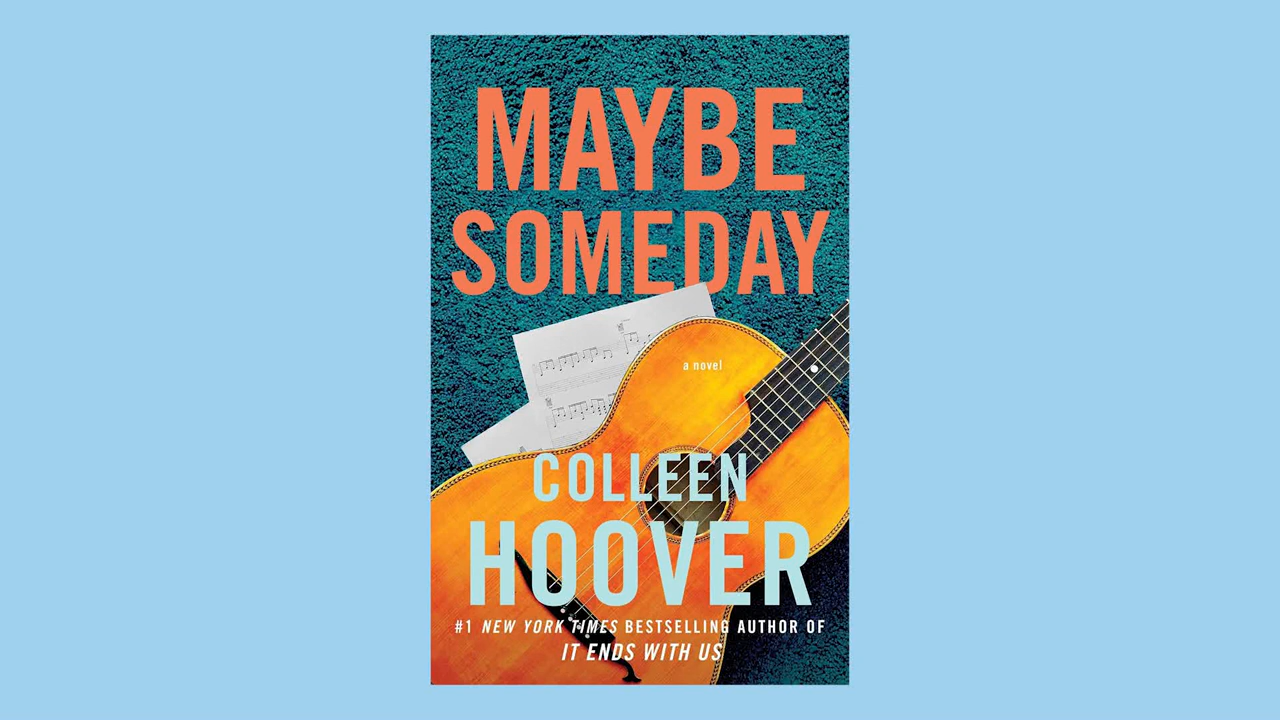 MAYBE
SOMEDAY
a novel
COLLEEN
HOOVER
#1 NEW YORK TIMES BESTSELLING AUTHOR OF
IT ENDS WITH US